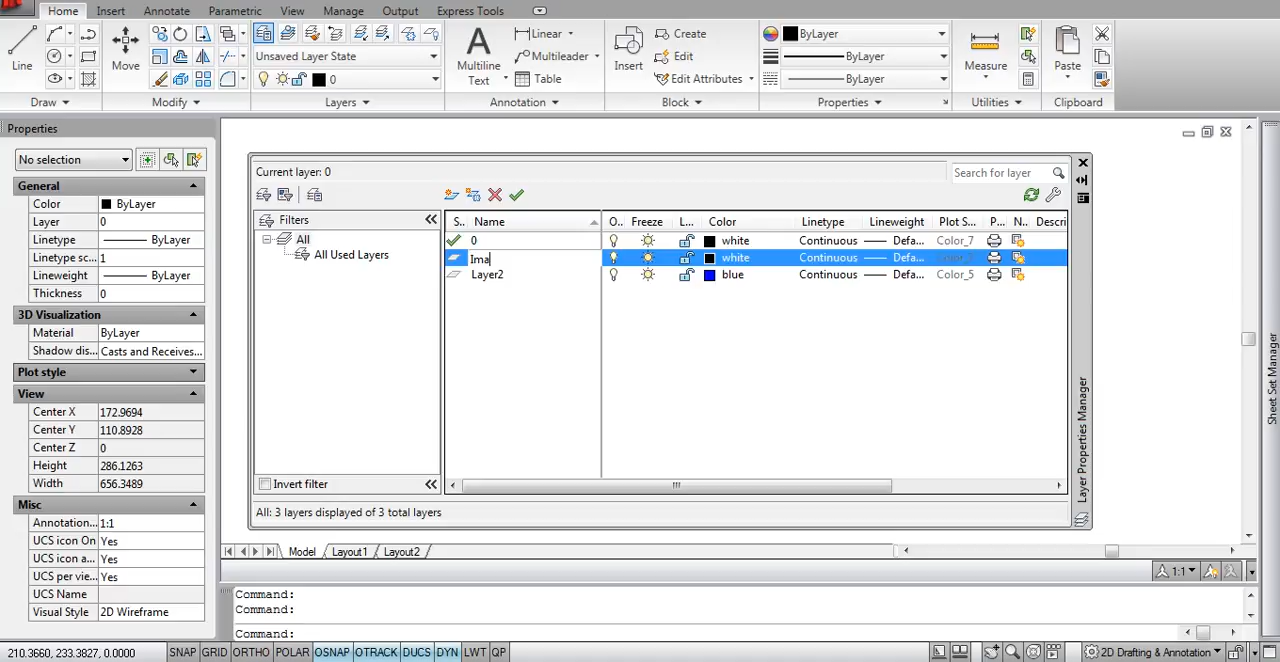 Home Insert Annotate Parametric View Manage Output Express Tools
Line
Move
Draw
Modify
Unsaved Layer State
0
Layers
Multiline
Text
Linear
Multileader
Table
Annotation
Insert
Create
Edit
Edit Attributes
Block
ByLayer
ByLayer
ByLayer
Properties
Measure
Utilities
Paste
Clipboard
Properties
No selection
General
Color ByLayer
Layer 0
Linetype ByLayer
Linetype sc... 1
Lineweight ByLayer
Thickness 0
3D Visualization
Material ByLayer
Shadow dis... Casts and Receives...
Plot style
View
Center X 172.9694
Center Y 110.8928
Center Z 0
Height 286.1263
Width 656.3489
Misc
Annotation... 1:1
UCS icon On Yes
UCS icon a... Yes
UCS per vie... Yes
UCS Name
Visual Style 2D Wireframe
Current layer: 0
Search for layer
Filters
All
All Used Layers
Invert filter
S.. Name O.. Freeze L... Color Linetype Lineweight Plot S... P... N.. Descri
0 white Continuous Defa... Color_7
Ima white Continuous Defa...
Layer2 blue Continuous Defa... Color_5
All: 3 layers displayed of 3 total layers
Layer Properties Manager
Sheet Set Manager
Model Layout1 Layout2
1:1
Command:
Command:
Command:
210.3660, 233.3827, 0.0000 SNAP GRID ORTHO POLAR OSNAP OTRACK DUCS DYN LWT QP 2D Drafting & Annotation